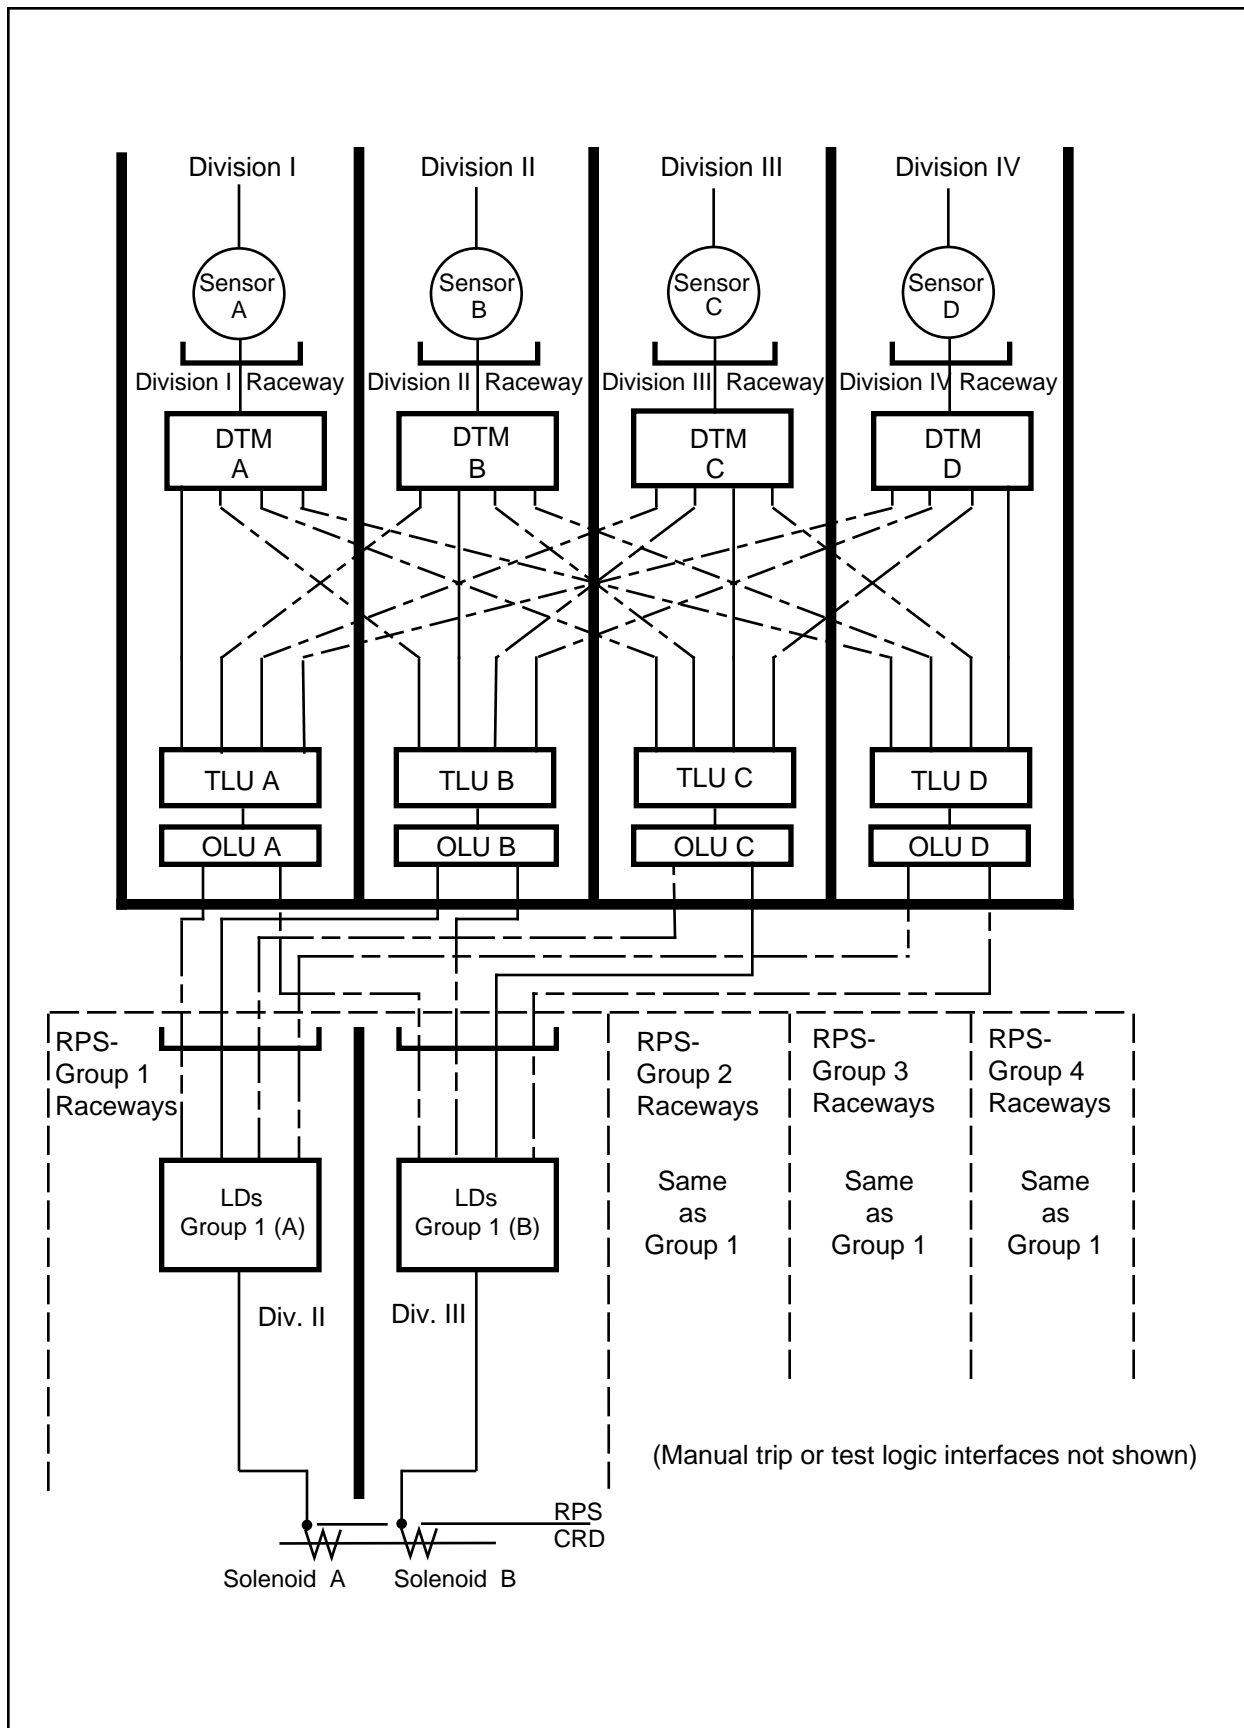 Division I
Division II
Division III
Division IV
Sensor
A
Sensor
B
Sensor
C
Sensor
D
Division I Raceway
Division II Raceway
Division III Raceway
Division IV Raceway
DTM
A
DTM
B
DTM
C
DTM
D
TLU A
TLU B
TLU C
TLU D
OLU A
OLU B
OLU C
OLU D
RPS-
Group 1
Raceways
RPS-
Group 2
Raceways
RPS-
Group 3
Raceways
RPS-
Group 4
Raceways
LDs
Group 1 (A)
LDs
Group 1 (B)
Same
as
Group 1
Same
as
Group 1
Same
as
Group 1
Div. II
Div. III
(Manual trip or test logic interfaces not shown)
RPS
CRD
Solenoid A
Solenoid B